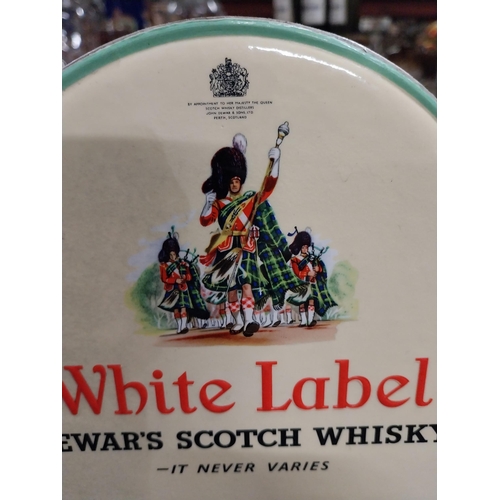 BY APPOINTMENT TO HER MAJESTY THE QUEEN
SCOTCH WHISKY DISTILLERS
JOHN DEWAR & SONS LTD.
PERTH, SCOTLAND
White Label
EWAR'S SCOTCH WHISKY
—IT NEVER VARIES